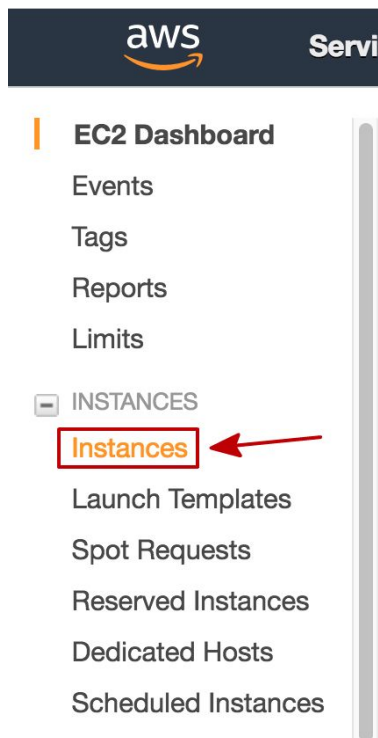 aws
Servi
EC2 Dashboard
Events
Tags
Reports
Limits
INSTANCES
Instances
Launch Templates
Spot Requests
Reserved Instances
Dedicated Hosts
Scheduled Instances